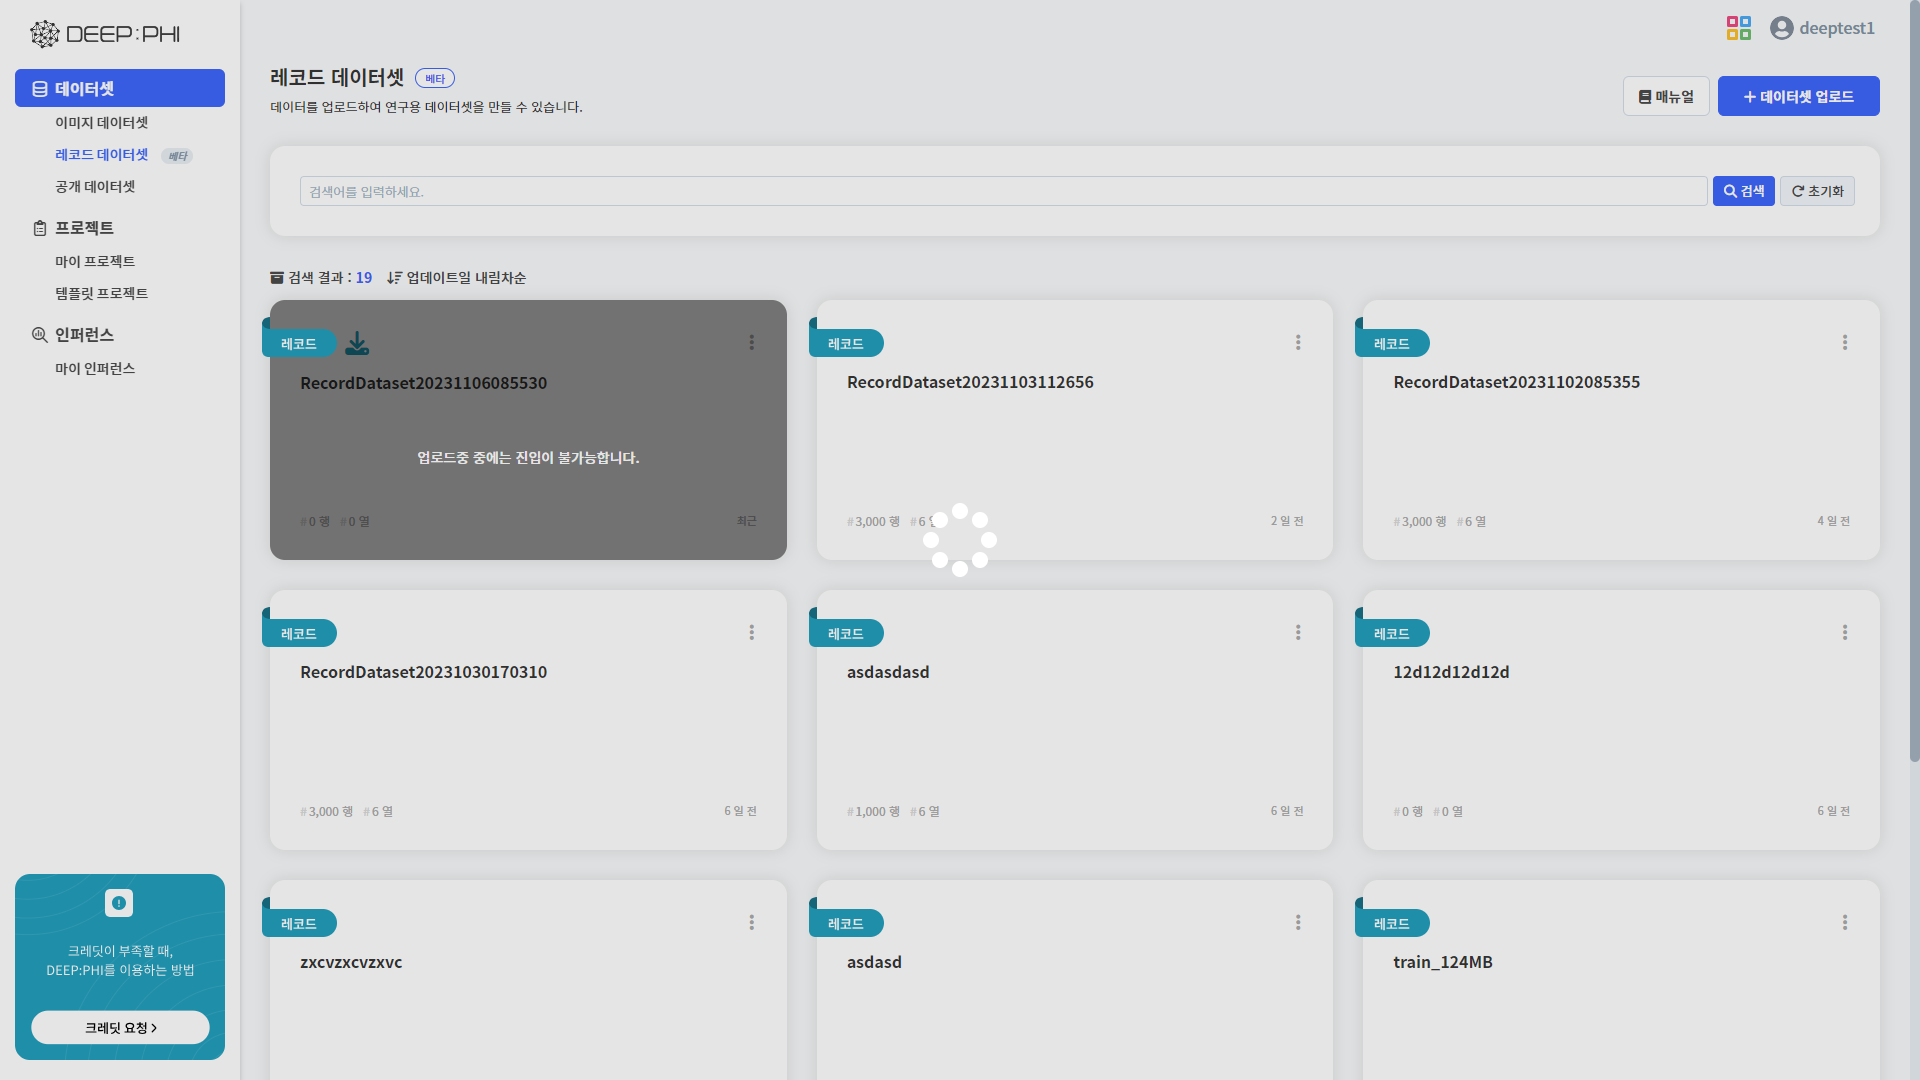 DEEP:PHI
데이터셋
이미지 데이터셋
레코드 데이터셋 베타
공개 데이터셋
프로젝트
마이 프로젝트
템플릿 프로젝트
인퍼런스
마이 인퍼런스
크레딧이 부족할 때,
DEEP:PHI를 이용하는 방법
크레딧 요청
deeptest1
레코드 데이터셋 베타
데이터를 업로드하여 연구용 데이터셋을 만들 수 있습니다.
매뉴얼
데이터셋 업로드
검색어를 입력하세요.
검색
초기화
검색 결과 : 19 업데이트일 내림차순
레코드
RecordDataset20231106085530
업로드중 중에는 진입이 불가능합니다.
#0 행 #0 열 최근
레코드
RecordDataset20231103112656
#3,000 행 #6 열 2 일 전
레코드
RecordDataset20231102085355
#3,000 행 #6 열 4 일 전
레코드
RecordDataset20231030170310
#3,000 행 #6 열 6 일 전
레코드
asdasdasd
#1,000 행 #6 열 6 일 전
레코드
12d12d12d12d
#0 행 #0 열 6 일 전
레코드
zxcvzxcvzxvc
레코드
asdasd
레코드
train_124MB